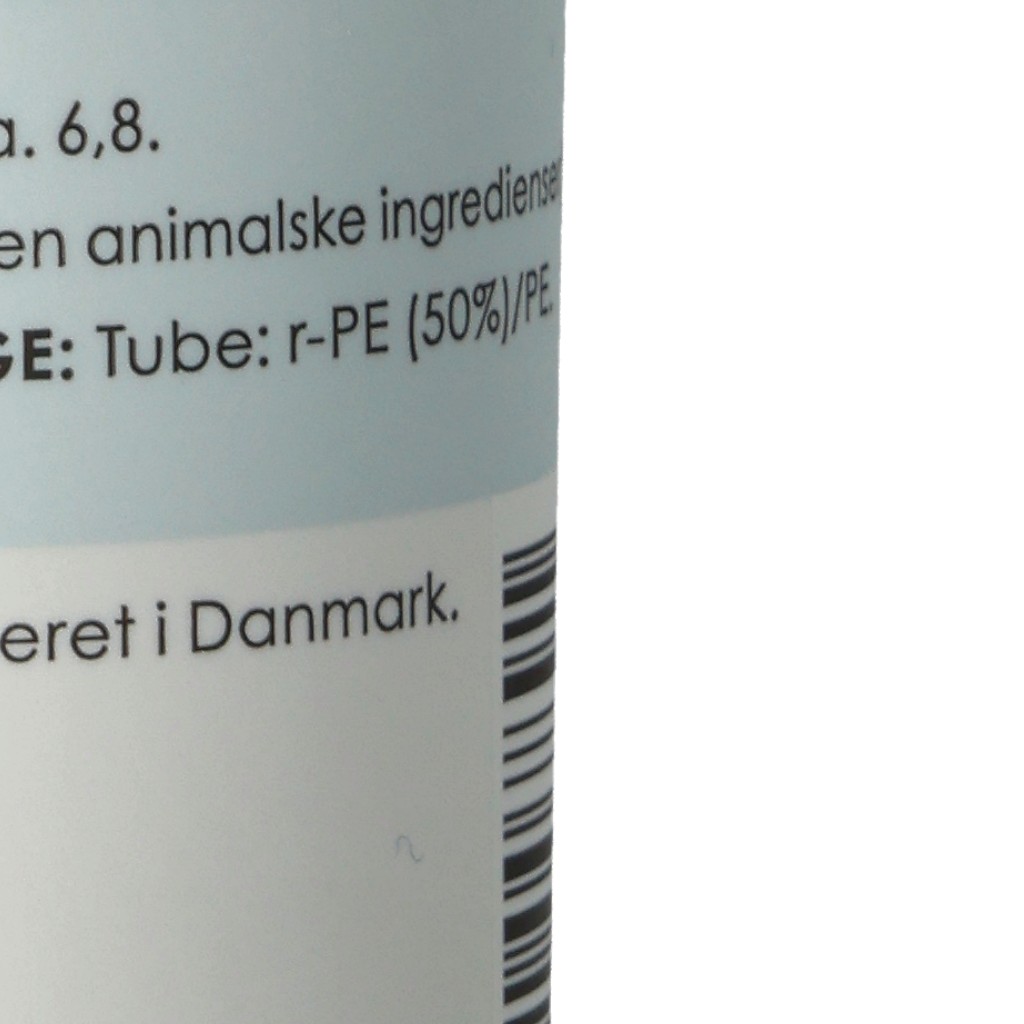 a. 6,8.
en animalske ingredienser
GE: Tube: r-PE (50%)/PE.
eret i Danmark.